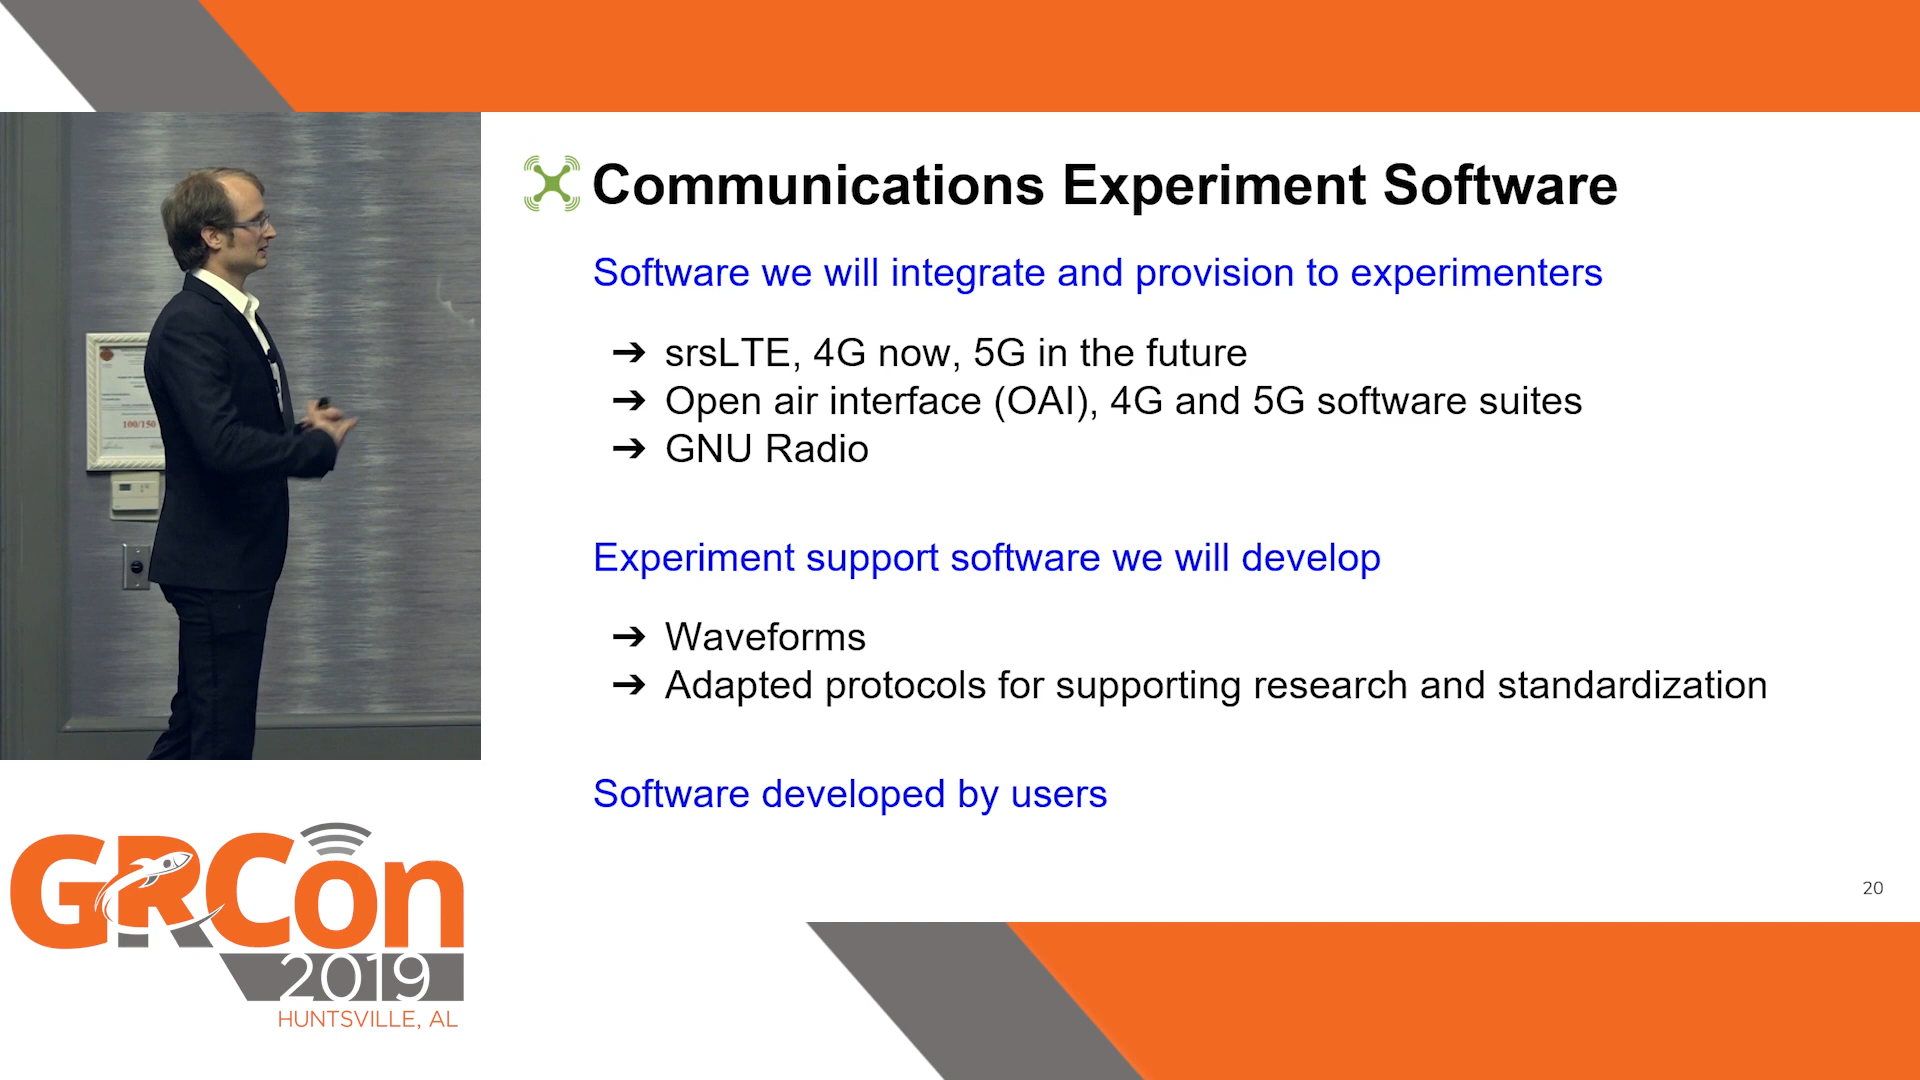 Communications Experiment Software
Software we will integrate and provision to experimenters
➔ srsLTE, 4G now, 5G in the future
➔ Open air interface (OAI), 4G and 5G software suites
➔ GNU Radio
Experiment support software we will develop
➔ Waveforms
➔ Adapted protocols for supporting research and standardization
Software developed by users
20
100/150
GRCon
2019
HUNTSVILLE, AL